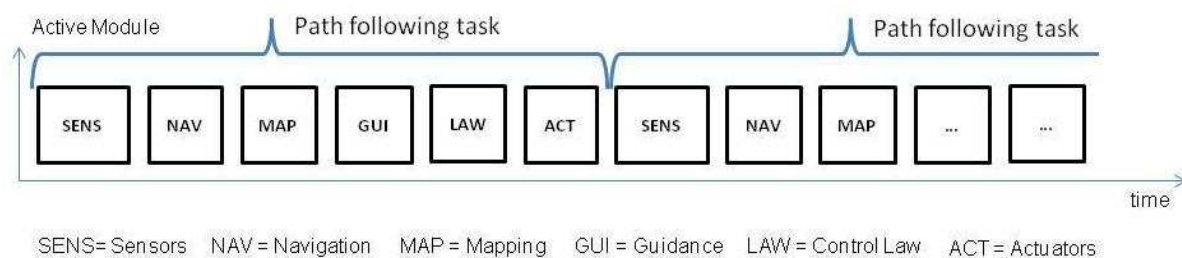 Active Module Path following task Path following task
SENS NAV MAP GUI LAW ACT SENS NAV MAP ... ...
time
SENS= Sensors NAV = Navigation MAP = Mapping GUI = Guidance LAW = Control Law ACT = Actuators